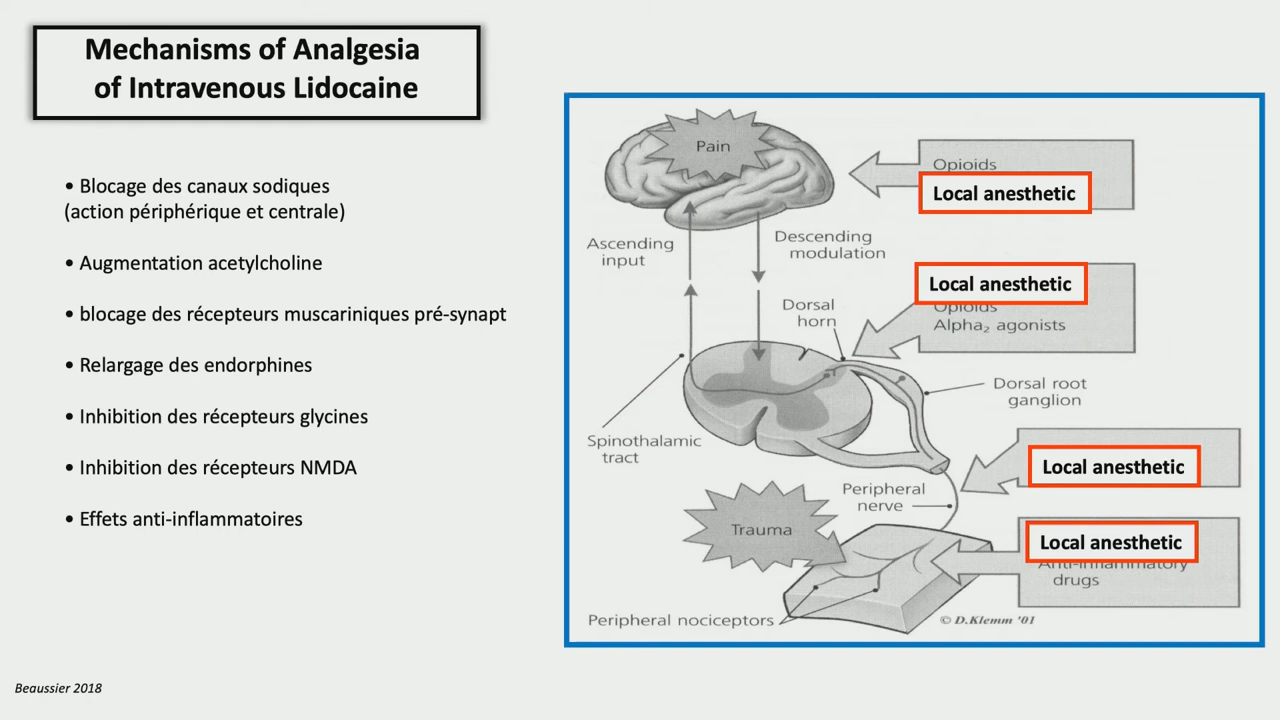 Mechanisms of Analgesia
of Intravenous Lidocaine
• Blocage des canaux sodiques
(action périphérique et centrale)
• Augmentation acetylcholine
• blocage des récepteurs muscariniques pré-synapt
• Relargage des endorphines
• Inhibition des récepteurs glycines
• Inhibition des récepteurs NMDA
• Effets anti-inflammatoires
Beaussier 2018
Pain
Opioids
Local anesthetic
Ascending
input
Descending
modulation
Local anesthetic
Opioids
Alpha₂ agonists
Dorsal
horn
Dorsal root
ganglion
Spinothalamic
tract
Local anesthetic
Peripheral
nerve
Trauma
Local anesthetic
Anti-inflammatory
drugs
Peripheral nociceptors
© D.Klemm '01